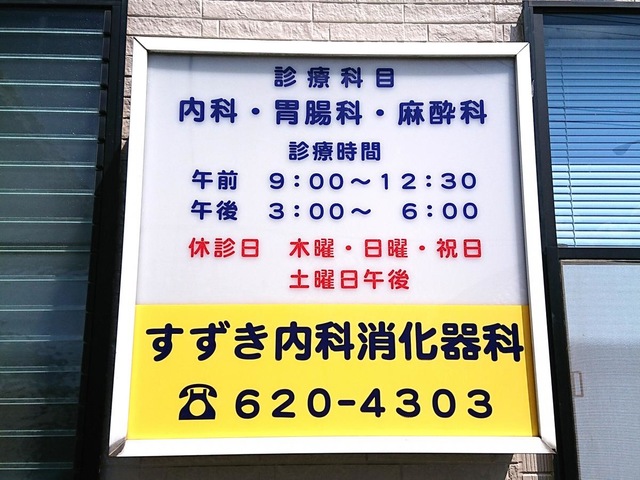 診療科目
内科・胃腸科・麻酔科
診療時間
午前 9:00〜12:30
午後 3:00〜 6:00
休診日 木曜・日曜・祝日
土曜日午後
すずき内科消化器科
☎620-4303